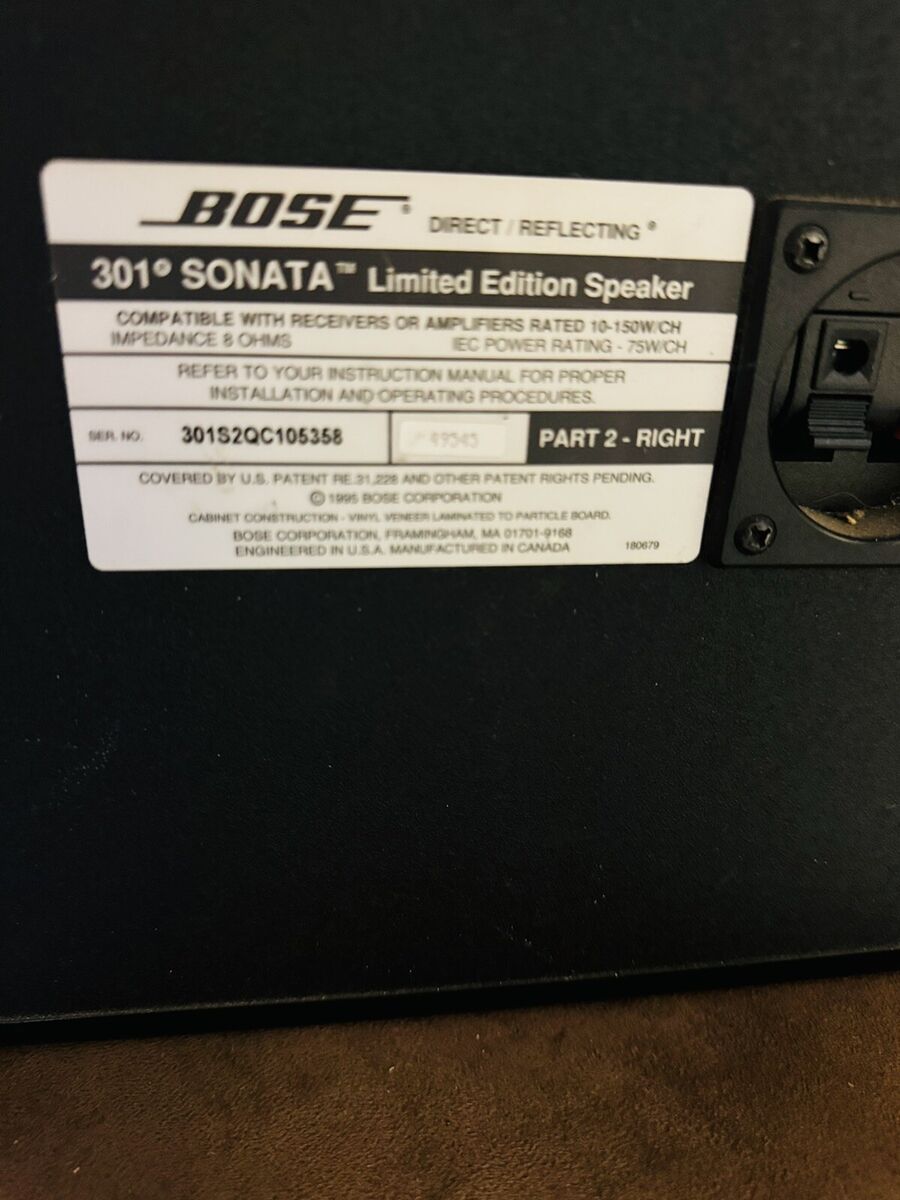 BOSE® DIRECT / REFLECTING®
301® SONATA™ Limited Edition Speaker
COMPATIBLE WITH RECEIVERS OR AMPLIFIERS RATED 10-150W/CH
IMPEDANCE 8 OHMS IEC POWER RATING - 75W/CH
REFER TO YOUR INSTRUCTION MANUAL FOR PROPER
INSTALLATION AND OPERATING PROCEDURES.
SER. NO. 301S2QC105358 PART 2 - RIGHT
COVERED BY U.S. PATENT RE.31,228 AND OTHER PATENT RIGHTS PENDING.
© 1995 BOSE CORPORATION
CABINET CONSTRUCTION - VINYL VENEER LAMINATED TO PARTICLE BOARD.
BOSE CORPORATION, FRAMINGHAM, MA 01701-9168
ENGINEERED IN U.S.A. MANUFACTURED IN CANADA 180679